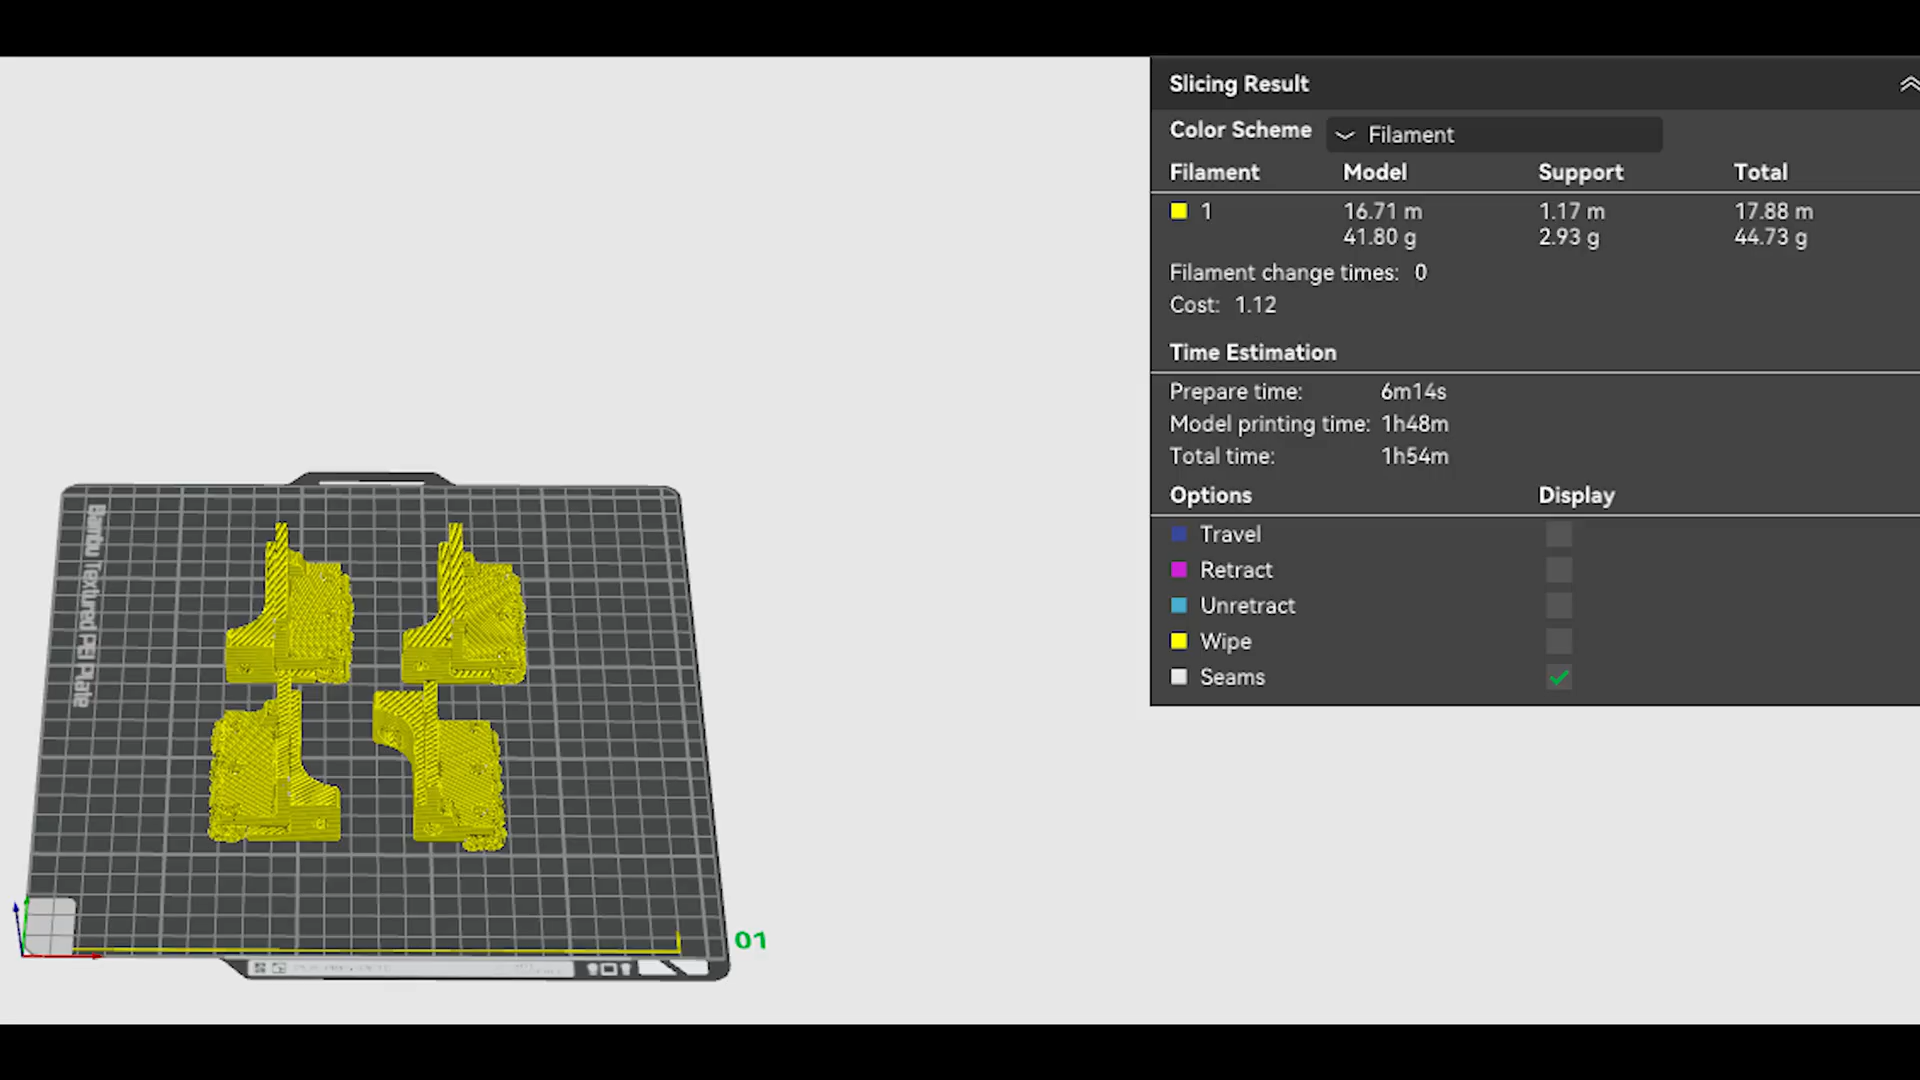 Slicing Result
Color Scheme Filament
Filament Model Support Total
1 16.71 m 1.17 m 17.88 m
41.80 g 2.93 g 44.73 g
Filament change times: 0
Cost: 1.12
Time Estimation
Prepare time: 6m14s
Model printing time: 1h48m
Total time: 1h54m
Options Display
Travel
Retract
Unretract
Wipe
Seams
Bambu Textured PEI Plate
01